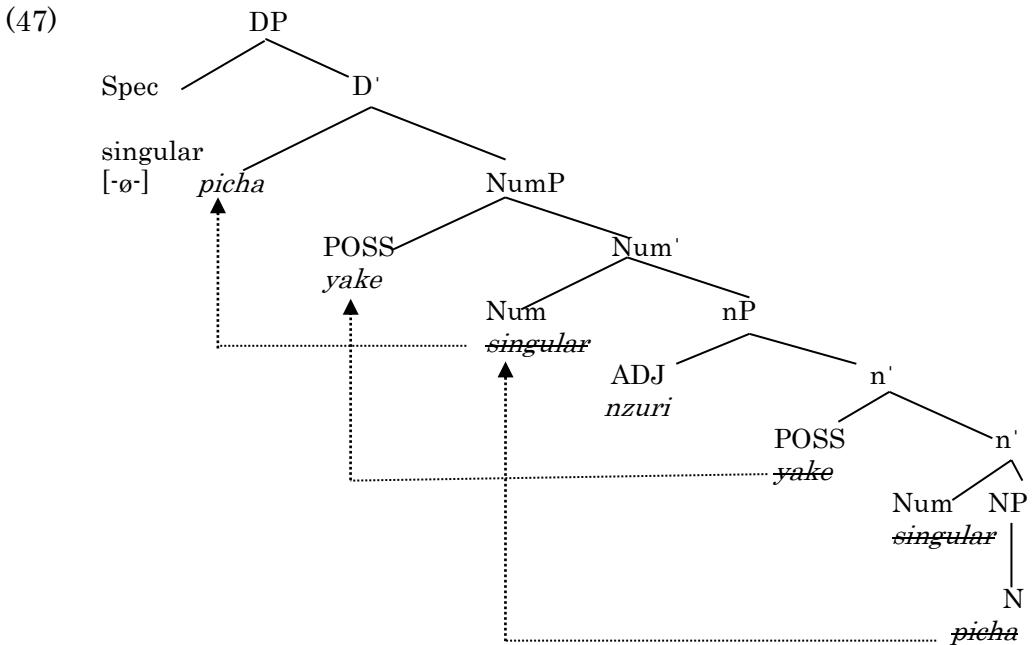 (47)
DP
Spec D'
singular
[-ø-] picha NumP
POSS Num'
yake
Num nP
singular
ADJ n'
nzuri
POSS n'
yake
Num NP
singular
N
picha